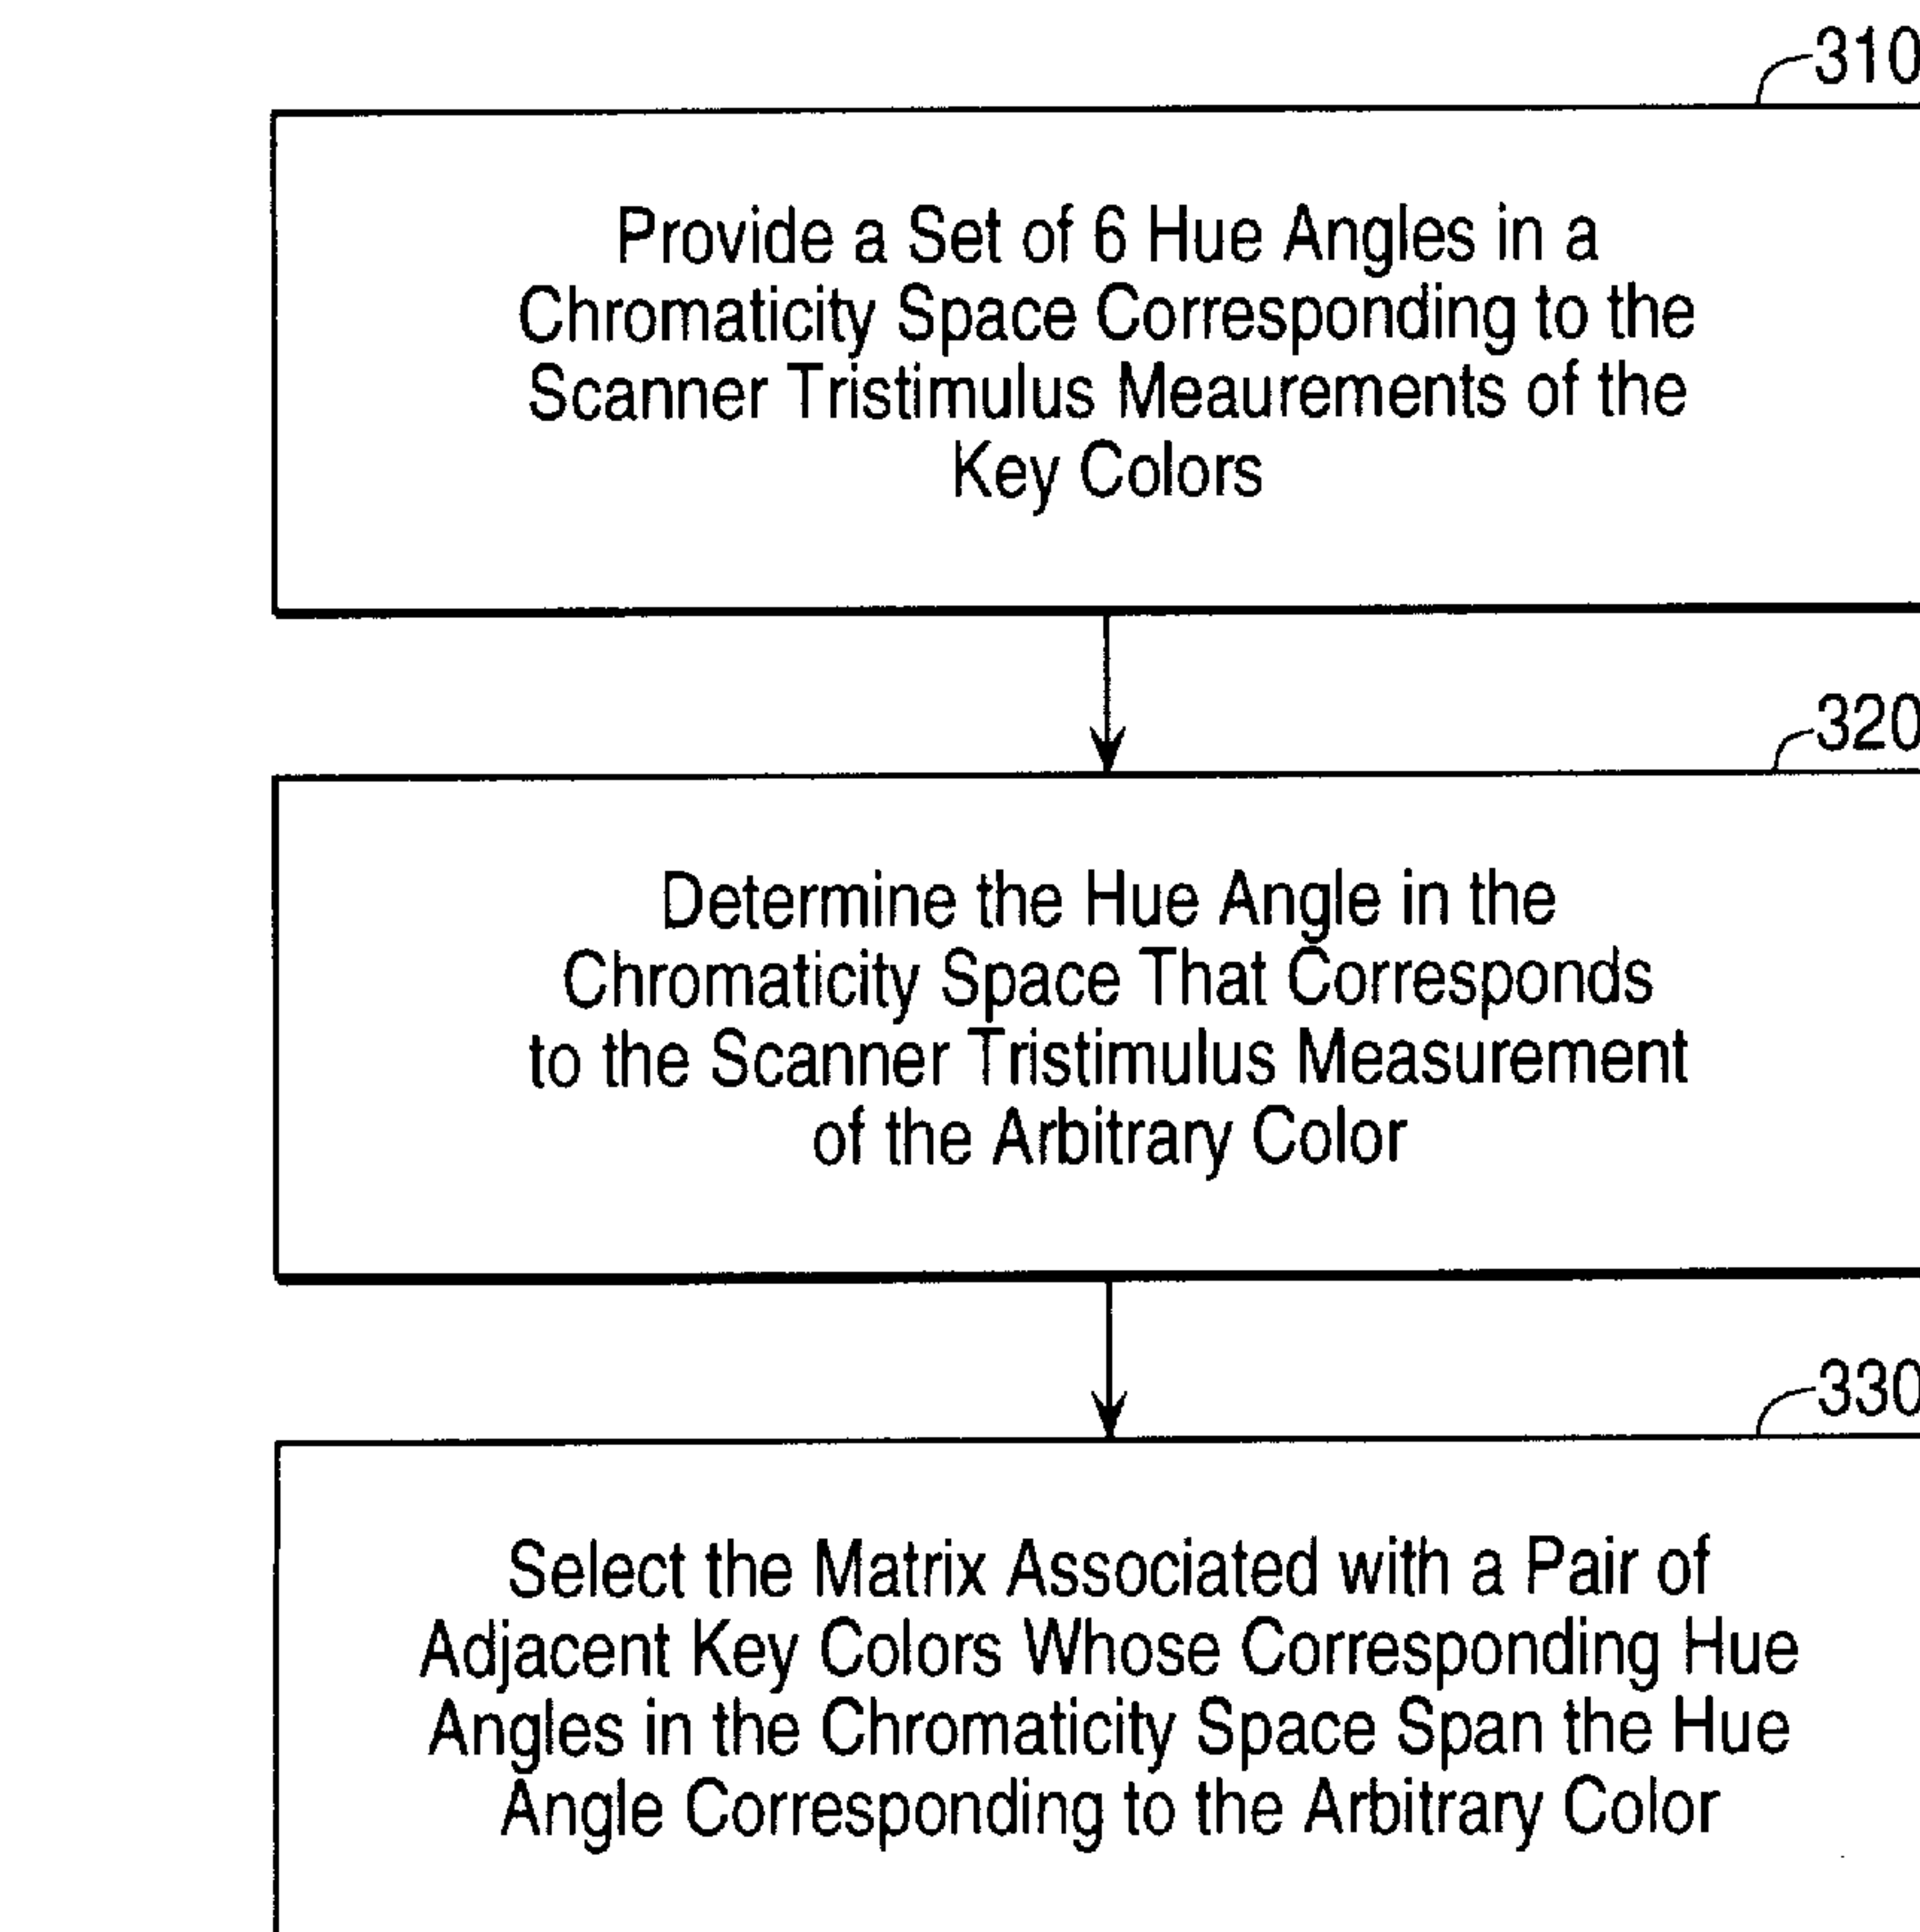 310
Provide a Set of 6 Hue Angles in a
Chromaticity Space Corresponding to the
Scanner Tristimulus Meaurements of the
Key Colors
320
Determine the Hue Angle in the
Chromaticity Space That Corresponds
to the Scanner Tristimulus Measurement
of the Arbitrary Color
330
Select the Matrix Associated with a Pair of
Adjacent Key Colors Whose Corresponding Hue
Angles in the Chromaticity Space Span the Hue
Angle Corresponding to the Arbitrary Color